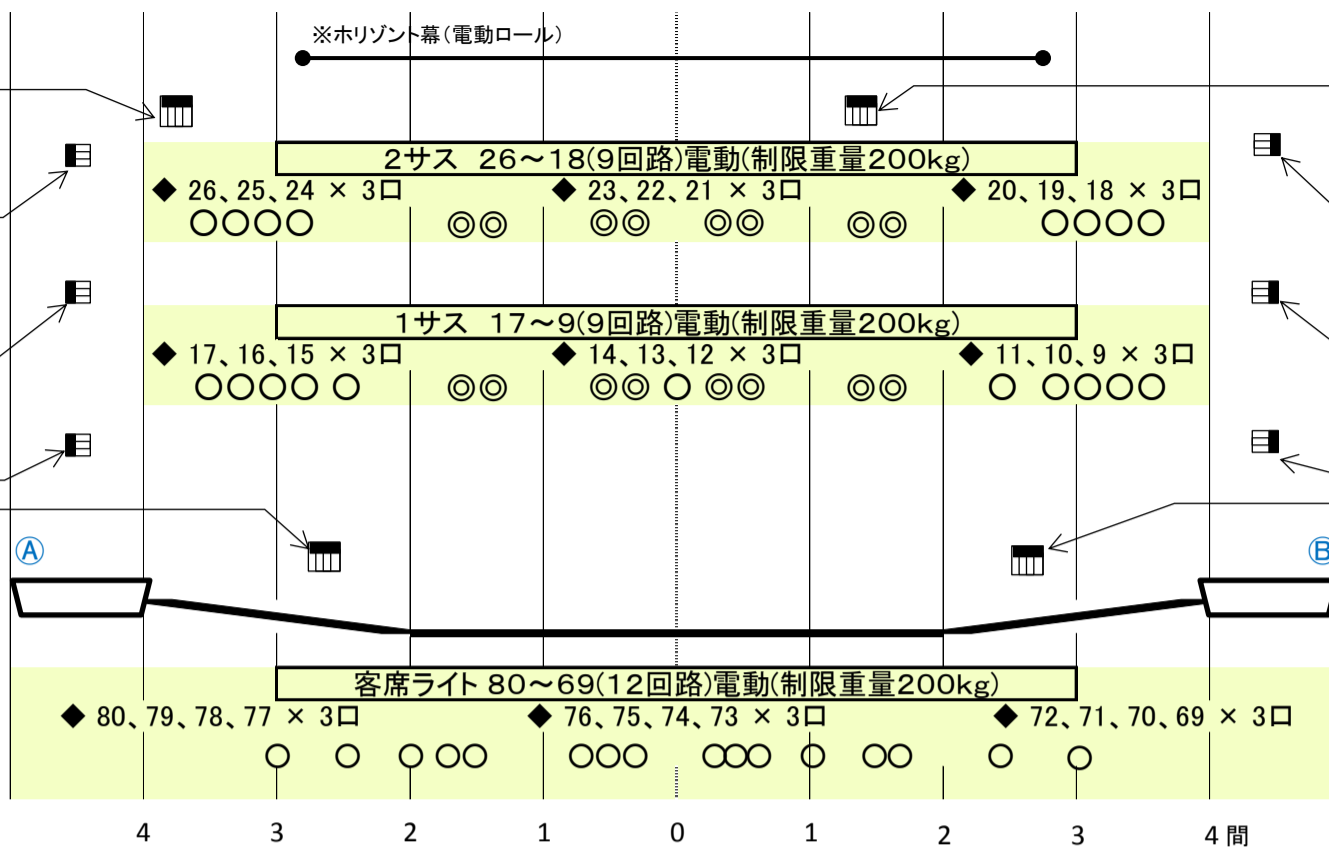 ※ホリゾント幕(電動ロール)
2サス 26～18(9回路)電動(制限重量200kg)
◆ 26、25、24 × 3口 ◆ 23、22、21 × 3口 ◆ 20、19、18 × 3口
1サス 17～9(9回路)電動(制限重量200kg)
◆ 17、16、15 × 3口 ◆ 14、13、12 × 3口 ◆ 11、10、9 × 3口
Ⓐ Ⓑ
客席ライト 80～69(12回路)電動(制限重量200kg)
◆ 80、79、78、77 × 3口 ◆ 76、75、74、73 × 3口 ◆ 72、71、70、69 × 3口
4 3 2 1 0 1 2 3 4間